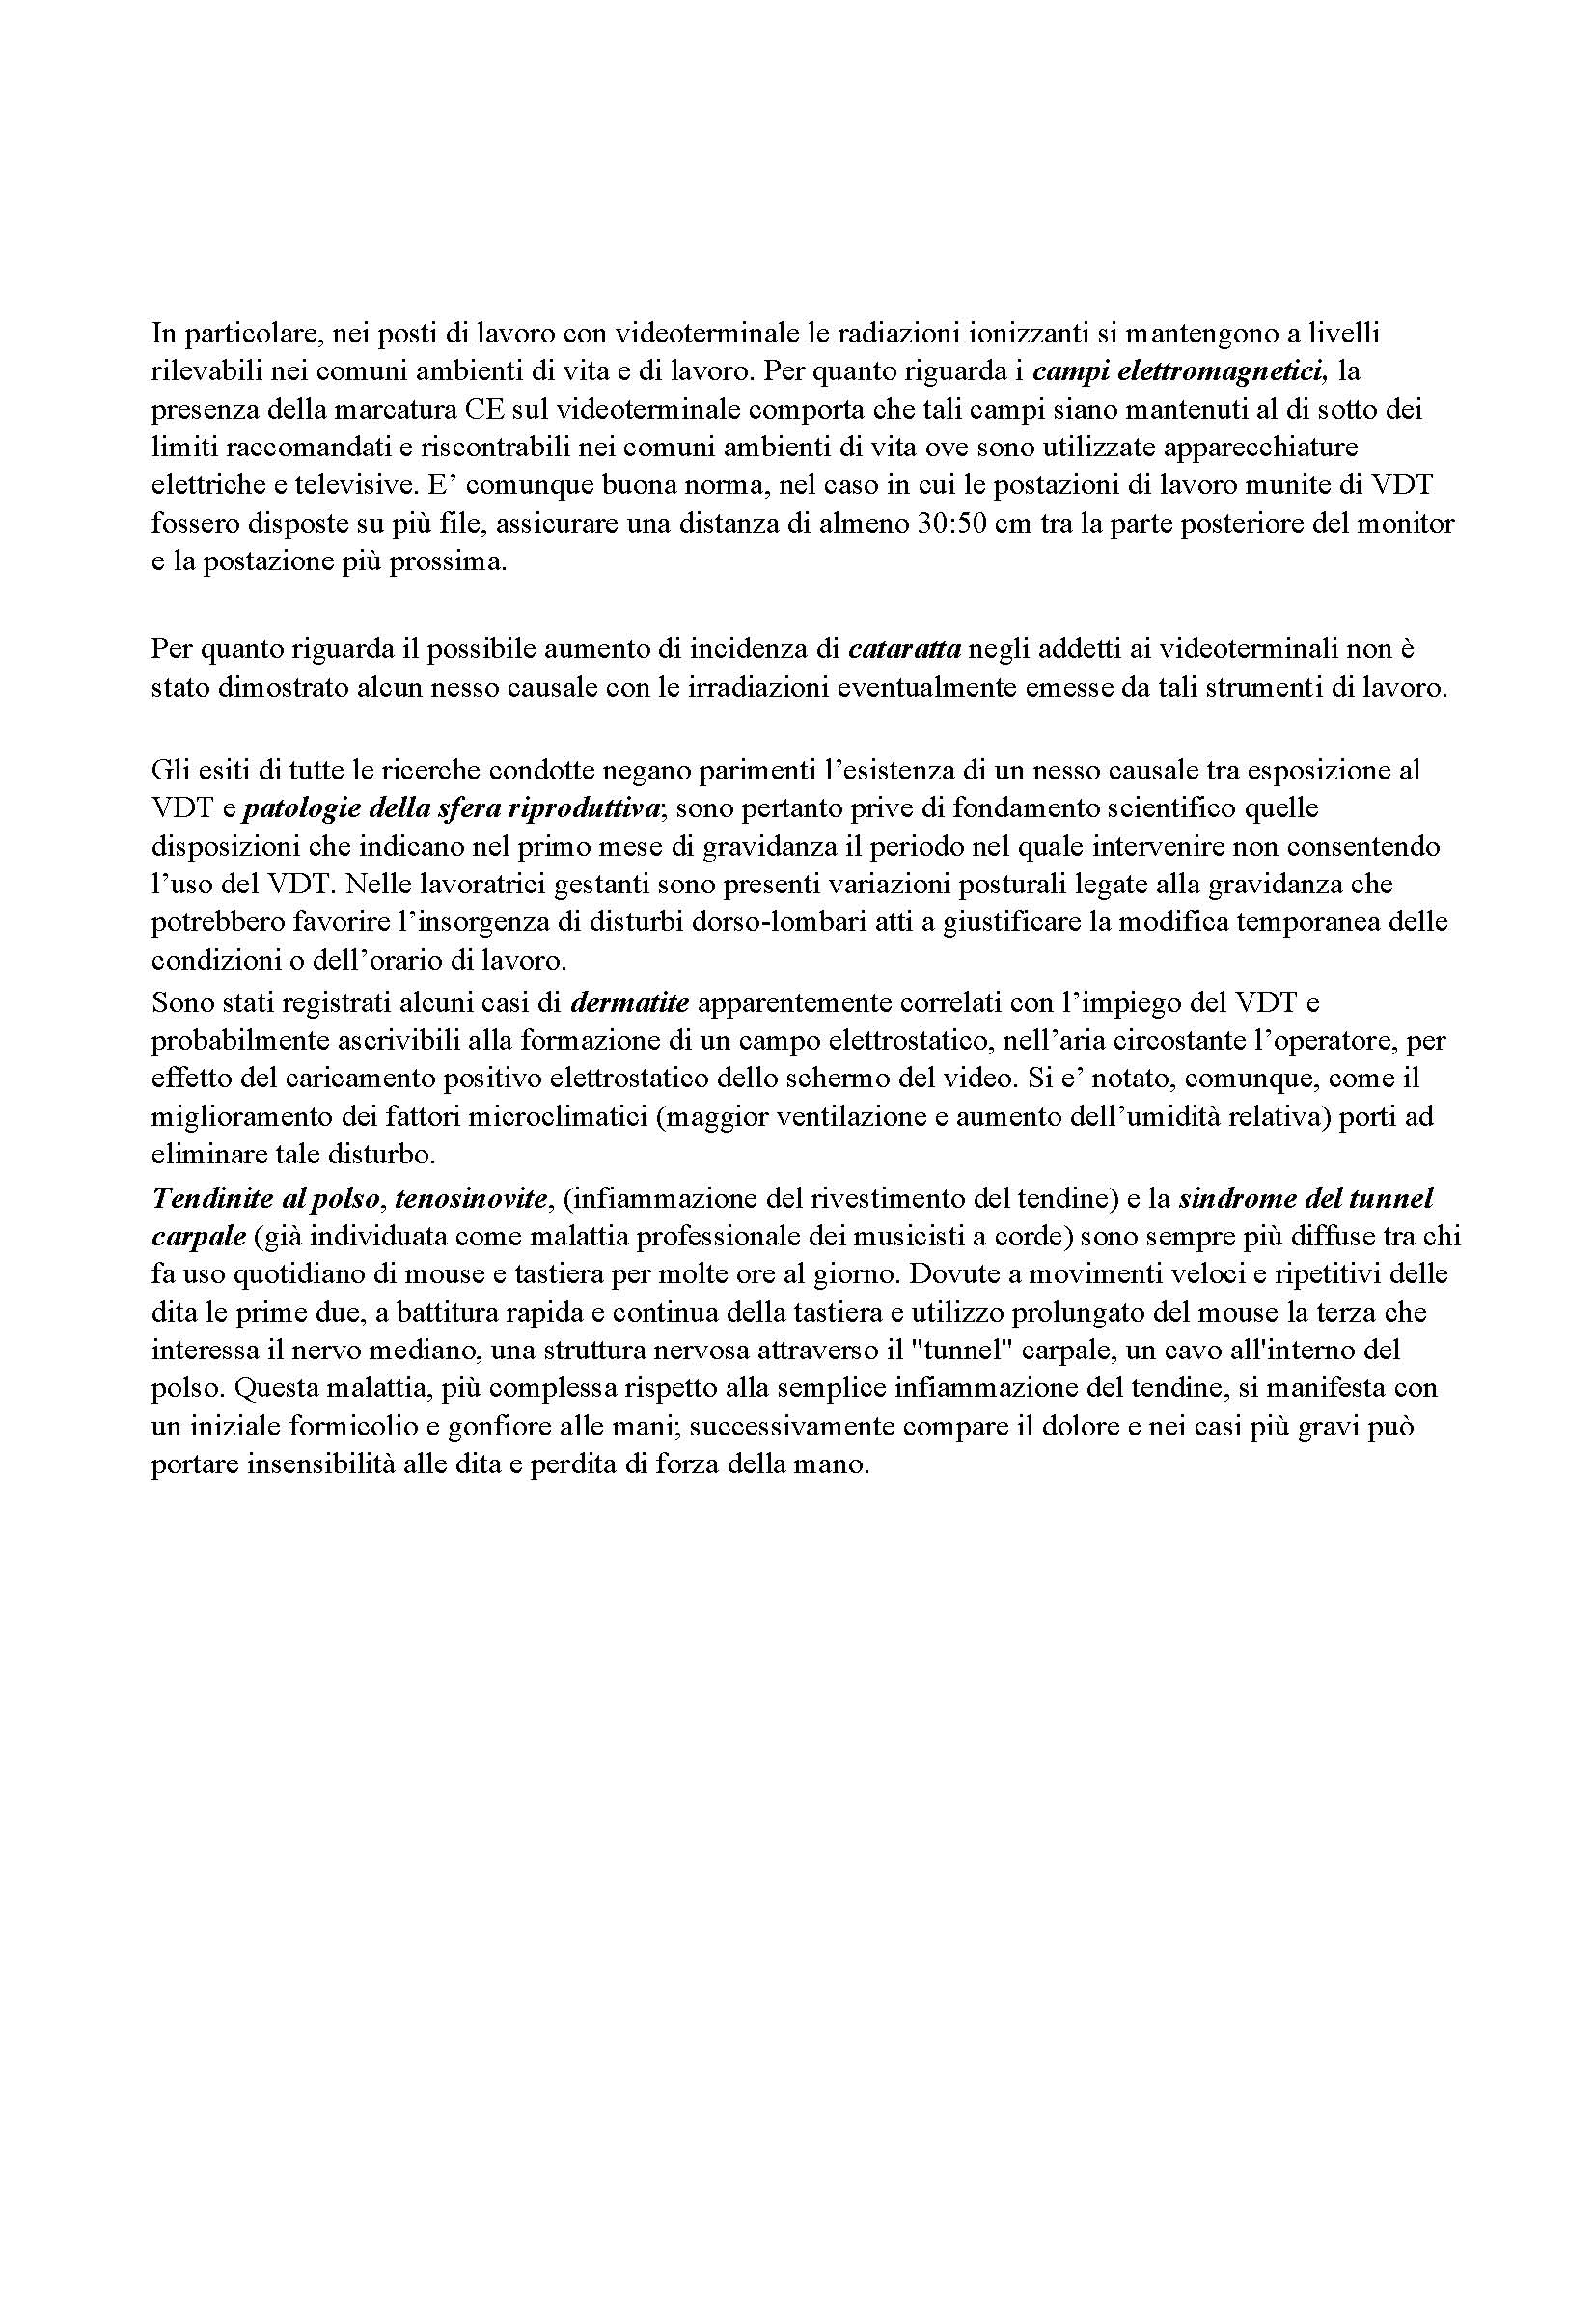 In particolare, nei posti di lavoro con videoterminale le radiazioni ionizzanti si mantengono a livelli
rilevabili nei comuni ambienti di vita e di lavoro. Per quanto riguarda i campi elettromagnetici, la
presenza della marcatura CE sul videoterminale comporta che tali campi siano mantenuti al di sotto dei
limiti raccomandati e riscontrabili nei comuni ambienti di vita ove sono utilizzate apparecchiature
elettriche e televisive. E’ comunque buona norma, nel caso in cui le postazioni di lavoro munite di VDT
fossero disposte su più file, assicurare una distanza di almeno 30:50 cm tra la parte posteriore del monitor
e la postazione più prossima.
Per quanto riguarda il possibile aumento di incidenza di cataratta negli addetti ai videoterminali non è
stato dimostrato alcun nesso causale con le irradiazioni eventualmente emesse da tali strumenti di lavoro.
Gli esiti di tutte le ricerche condotte negano parimenti l’esistenza di un nesso causale tra esposizione al
VDT e patologie della sfera riproduttiva; sono pertanto prive di fondamento scientifico quelle
disposizioni che indicano nel primo mese di gravidanza il periodo nel quale intervenire non consentendo
l’uso del VDT. Nelle lavoratrici gestanti sono presenti variazioni posturali legate alla gravidanza che
potrebbero favorire l’insorgenza di disturbi dorso-lombari atti a giustificare la modifica temporanea delle
condizioni o dell’orario di lavoro.
Sono stati registrati alcuni casi di dermatite apparentemente correlati con l’impiego del VDT e
probabilmente ascrivibili alla formazione di un campo elettrostatico, nell’aria circostante l’operatore, per
effetto del caricamento positivo elettrostatico dello schermo del video. Si e’ notato, comunque, come il
miglioramento dei fattori microclimatici (maggior ventilazione e aumento dell’umidità relativa) porti ad
eliminare tale disturbo.
Tendinite al polso, tenosinovite, (infiammazione del rivestimento del tendine) e la sindrome del tunnel
carpale (già individuata come malattia professionale dei musicisti a corde) sono sempre più diffuse tra chi
fa uso quotidiano di mouse e tastiera per molte ore al giorno. Dovute a movimenti veloci e ripetitivi delle
dita le prime due, a battitura rapida e continua della tastiera e utilizzo prolungato del mouse la terza che
interessa il nervo mediano, una struttura nervosa attraverso il "tunnel" carpale, un cavo all'interno del
polso. Questa malattia, più complessa rispetto alla semplice infiammazione del tendine, si manifesta con
un iniziale formicolio e gonfiore alle mani; successivamente compare il dolore e nei casi più gravi può
portare insensibilità alle dita e perdita di forza della mano.